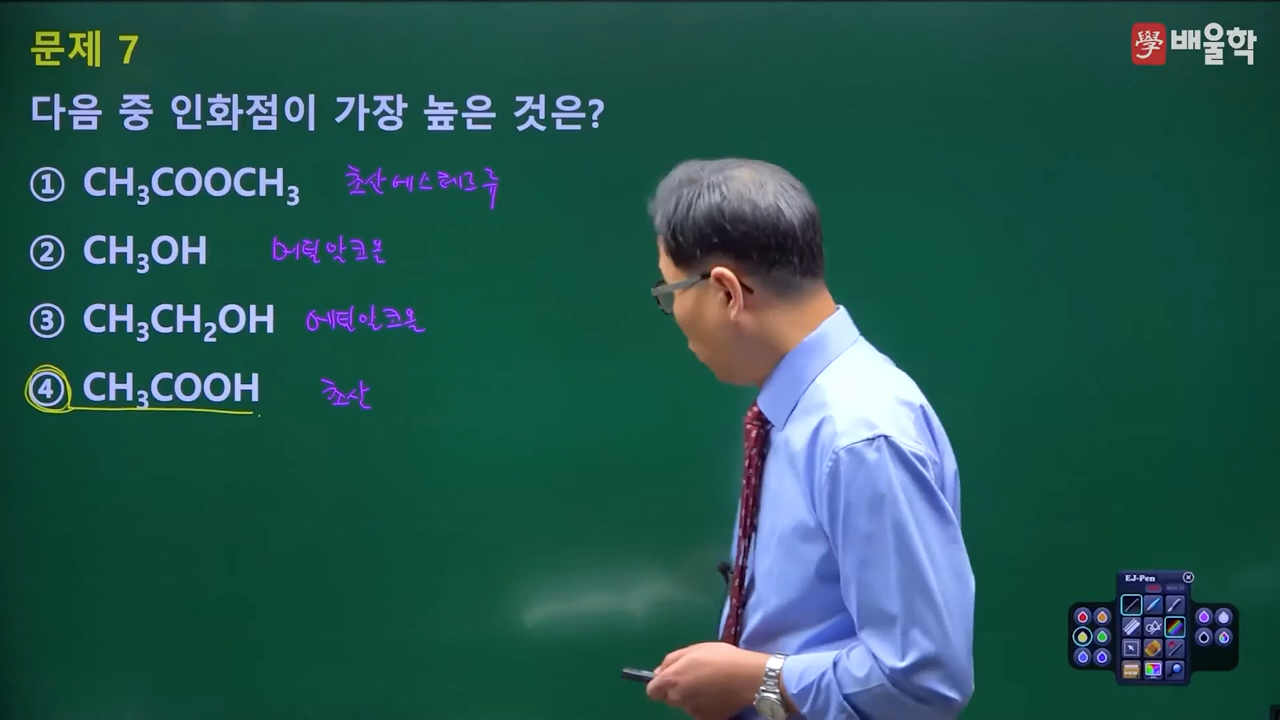 문제 7
學 배울학
다음 중 인화점이 가장 높은 것은?
① CH₃COOCH₃ 초산에스테르류
② CH₃OH 메틸알코올
③ CH₃CH₂OH 에틸알코올
④ CH₃COOH 초산
EJ-Pen